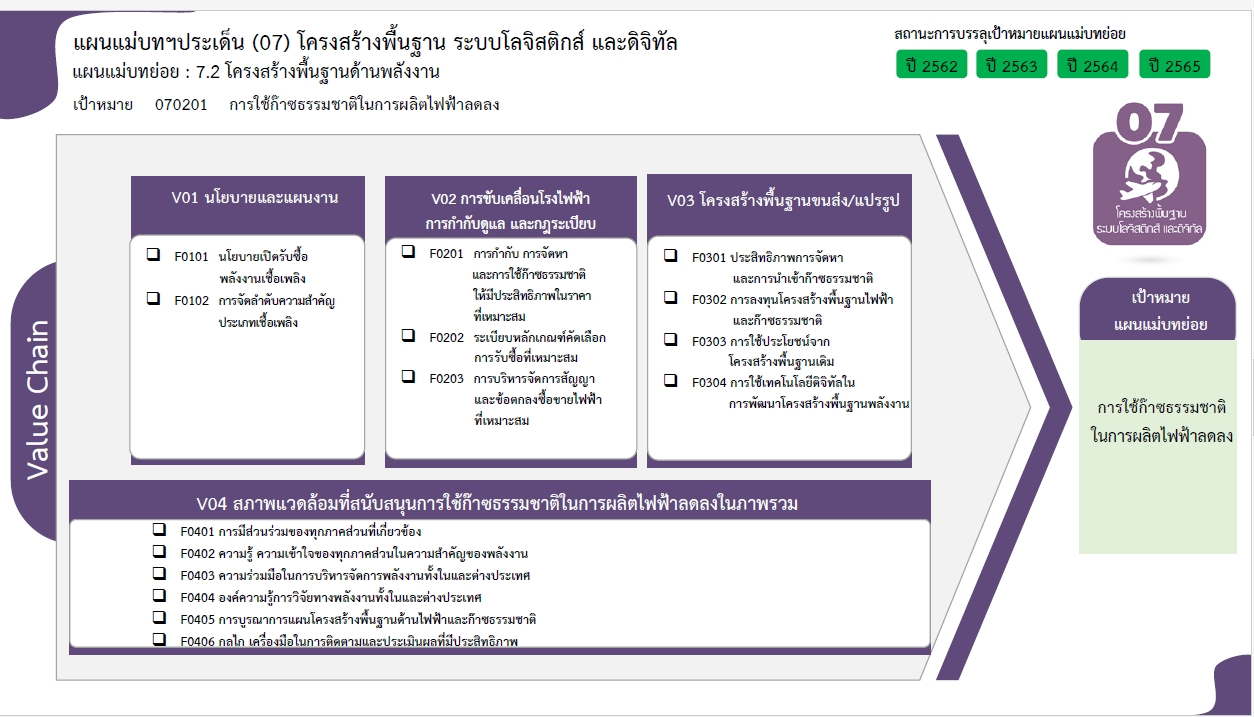 แผนแม่บทฯประเด็น (07) โครงสร้างพื้นฐาน ระบบโลจิสติกส์ และดิจิทัล
แผนแม่บทย่อย : 7.2 โครงสร้างพื้นฐานด้านพลังงาน
เป้าหมาย 070201 การใช้ก๊าซธรรมชาติในการผลิตไฟฟ้าลดลง
สถานะการบรรลุเป้าหมายแผนแม่บทย่อย
ปี 2562 ปี 2563 ปี 2564 ปี 2565
07
โครงสร้างพื้นฐาน
ระบบโลจิสติกส์ และดิจิทัล
Value Chain
V01 นโยบายและแผนงาน
F0101 นโยบายเปิดรับซื้อ
พลังงานเชื้อเพลิง
F0102 การจัดลำดับความสำคัญ
ประเภทเชื้อเพลิง
V02 การขับเคลื่อนโรงไฟฟ้า
การกำกับดูแล และกฎระเบียบ
F0201 การกำกับ การจัดหา
และการใช้ก๊าซธรรมชาติ
ให้มีประสิทธิภาพในราคา
ที่เหมาะสม
F0202 ระเบียบหลักเกณฑ์คัดเลือก
การรับซื้อที่เหมาะสม
F0203 การบริหารจัดการสัญญา
และข้อตกลงซื้อขายไฟฟ้า
ที่เหมาะสม
V03 โครงสร้างพื้นฐานขนส่ง/แปรรูป
F0301 ประสิทธิภาพการจัดหา
และการนำเข้าก๊าซธรรมชาติ
F0302 การลงทุนโครงสร้างพื้นฐานไฟฟ้า
และก๊าซธรรมชาติ
F0303 การใช้ประโยชน์จาก
โครงสร้างพื้นฐานเดิม
F0304 การใช้เทคโนโลยีดิจิทัลใน
การพัฒนาโครงสร้างพื้นฐานพลังงาน
V04 สภาพแวดล้อมที่สนับสนุนการใช้ก๊าซธรรมชาติในการผลิตไฟฟ้าลดลงในภาพรวม
F0401 การมีส่วนร่วมของทุกภาคส่วนที่เกี่ยวข้อง
F0402 ความรู้ ความเข้าใจของทุกภาคส่วนในความสำคัญของพลังงาน
F0403 ความร่วมมือในการบริหารจัดการพลังงานทั้งในและต่างประเทศ
F0404 องค์ความรู้การวิจัยทางพลังงานทั้งในและต่างประเทศ
F0405 การบูรณาการแผนโครงสร้างพื้นฐานด้านไฟฟ้าและก๊าซธรรมชาติ
F0406 กลไก เครื่องมือในการติดตามและประเมินผลที่มีประสิทธิภาพ
เป้าหมาย
แผนแม่บทย่อย
การใช้ก๊าซธรรมชาติ
ในการผลิตไฟฟ้าลดลง